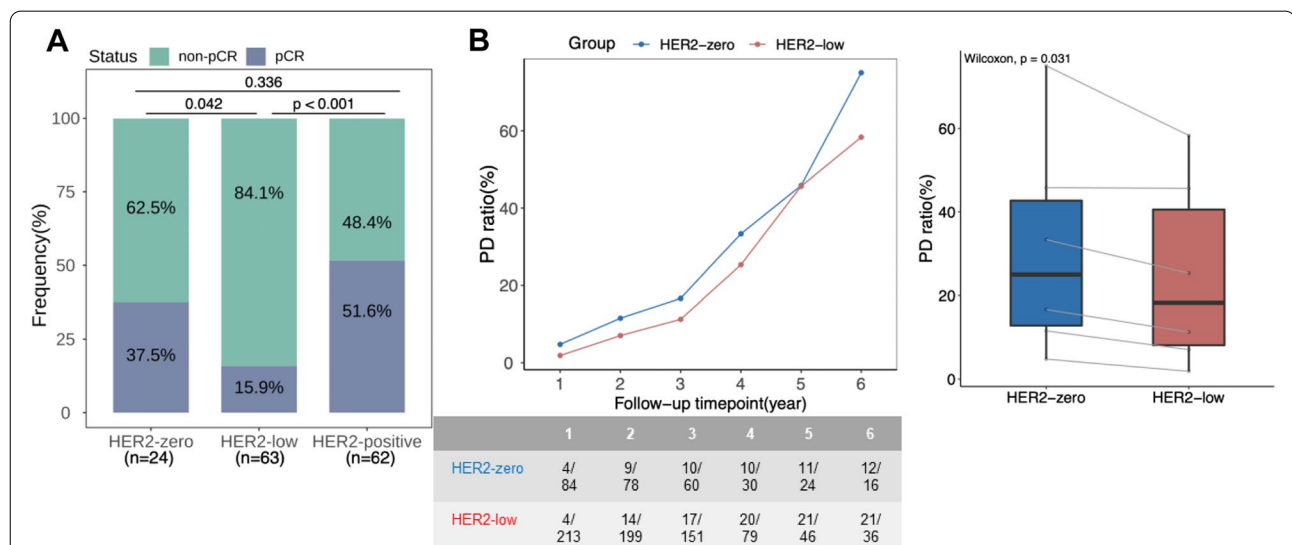 A
Status non-pCR pCR
0.336
0.042 p < 0.001
100
75
50
25
0
Frequency(%)
62.5% 84.1% 48.4%
37.5% 15.9% 51.6%
HER2-zero HER2-low HER2-positive
(n=24) (n=63) (n=62)
B
Group HER2-zero HER2-low
PD ratio(%)
60
40
20
0
1 2 3 4 5 6
Follow-up timepoint(year)
1 2 3 4 5 6
HER2-zero 4/ 9/ 10/ 10/ 11/ 12/
84 78 60 30 24 16
HER2-low 4/ 14/ 17/ 20/ 21/ 21/
213 199 151 79 46 36
Wilcoxon, p = 0.031
PD ratio(%)
60
40
20
0
HER2-zero HER2-low